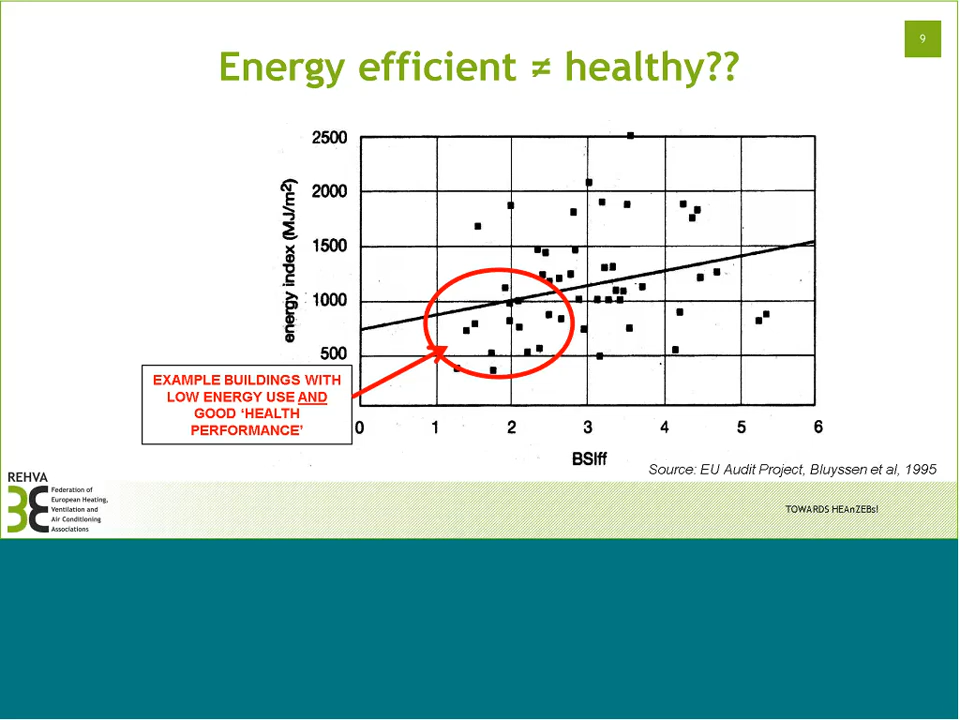 9
Energy efficient ≠ healthy??
2500
2000
1500
1000
500
energy index (MJ/m²)
EXAMPLE BUILDINGS WITH
LOW ENERGY USE AND
GOOD ‘HEALTH
PERFORMANCE’
0 1 2 3 4 5 6
BSIff
Source: EU Audit Project, Bluyssen et al, 1995
REHVA
Federation of
European Heating,
Ventilation and
Air Conditioning
Associations
TOWARDS HEAnZEBs!